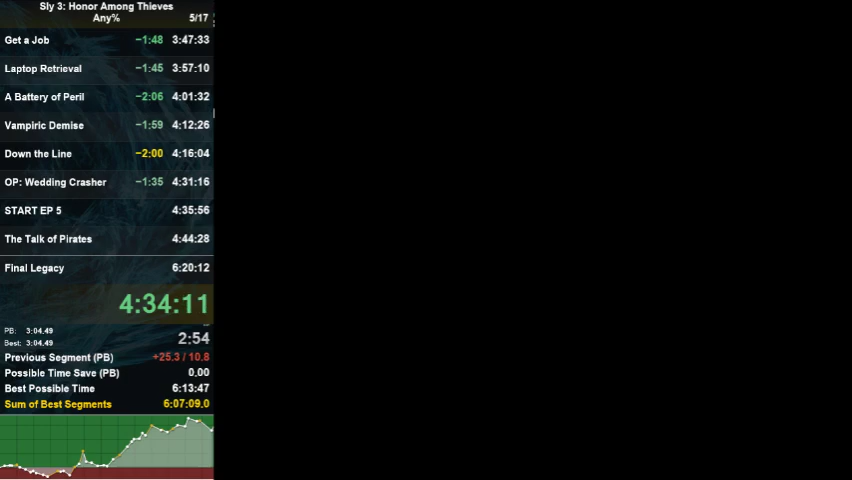 Sly 3: Honor Among Thieves
Any% 5/17
Get a Job −1:48 3:47:33
Laptop Retrieval −1:45 3:57:10
A Battery of Peril −2:06 4:01:32
Vampiric Demise −1:59 4:12:26
Down the Line −2:00 4:16:04
OP: Wedding Crasher −1:35 4:31:16
START EP 5 4:35:56
The Talk of Pirates 4:44:28
Final Legacy 6:20:12
4:34:11
PB: 3:04.49
Best: 3:04.49
2:54
Previous Segment (PB) +25.3 / 10.8
Possible Time Save (PB) 0.00
Best Possible Time 6:13:47
Sum of Best Segments 6:07:09.0